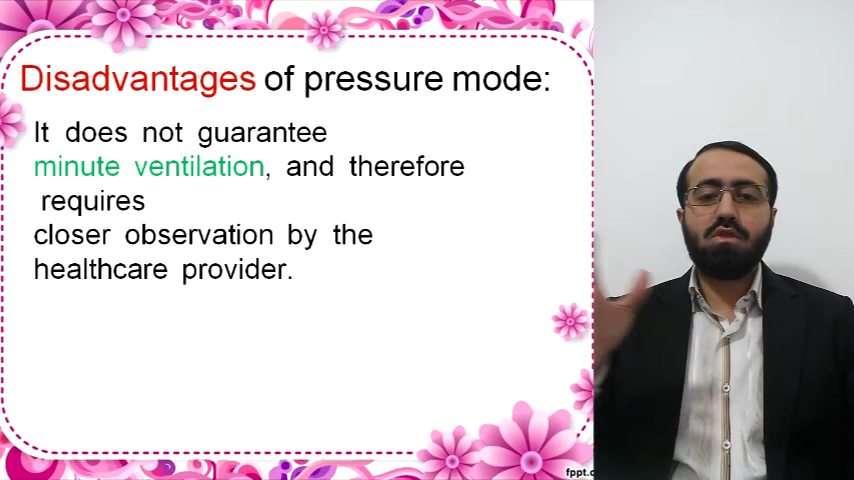 Disadvantages of pressure mode:
It does not guarantee
minute ventilation, and therefore
requires
closer observation by the
healthcare provider.